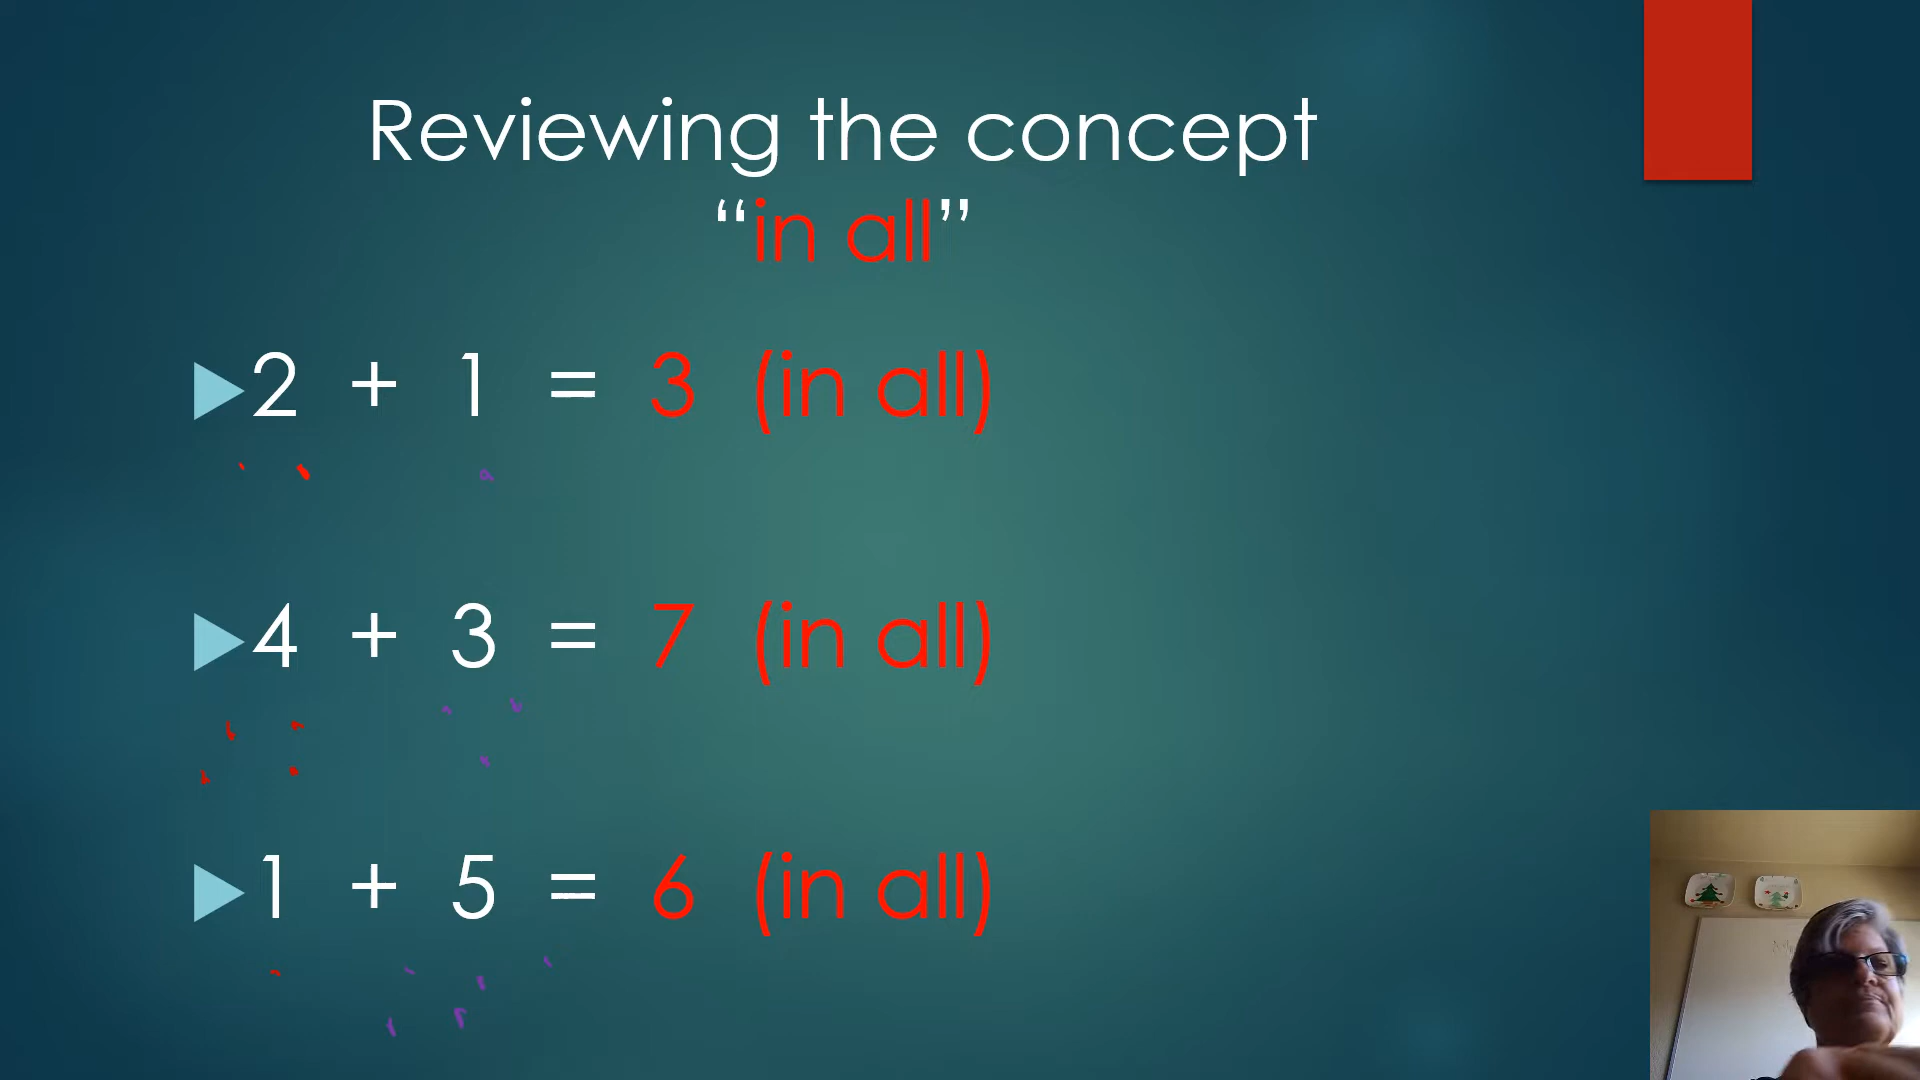 Reviewing the concept
“in all”
2 + 1 = 3 (in all)
4 + 3 = 7 (in all)
1 + 5 = 6 (in all)